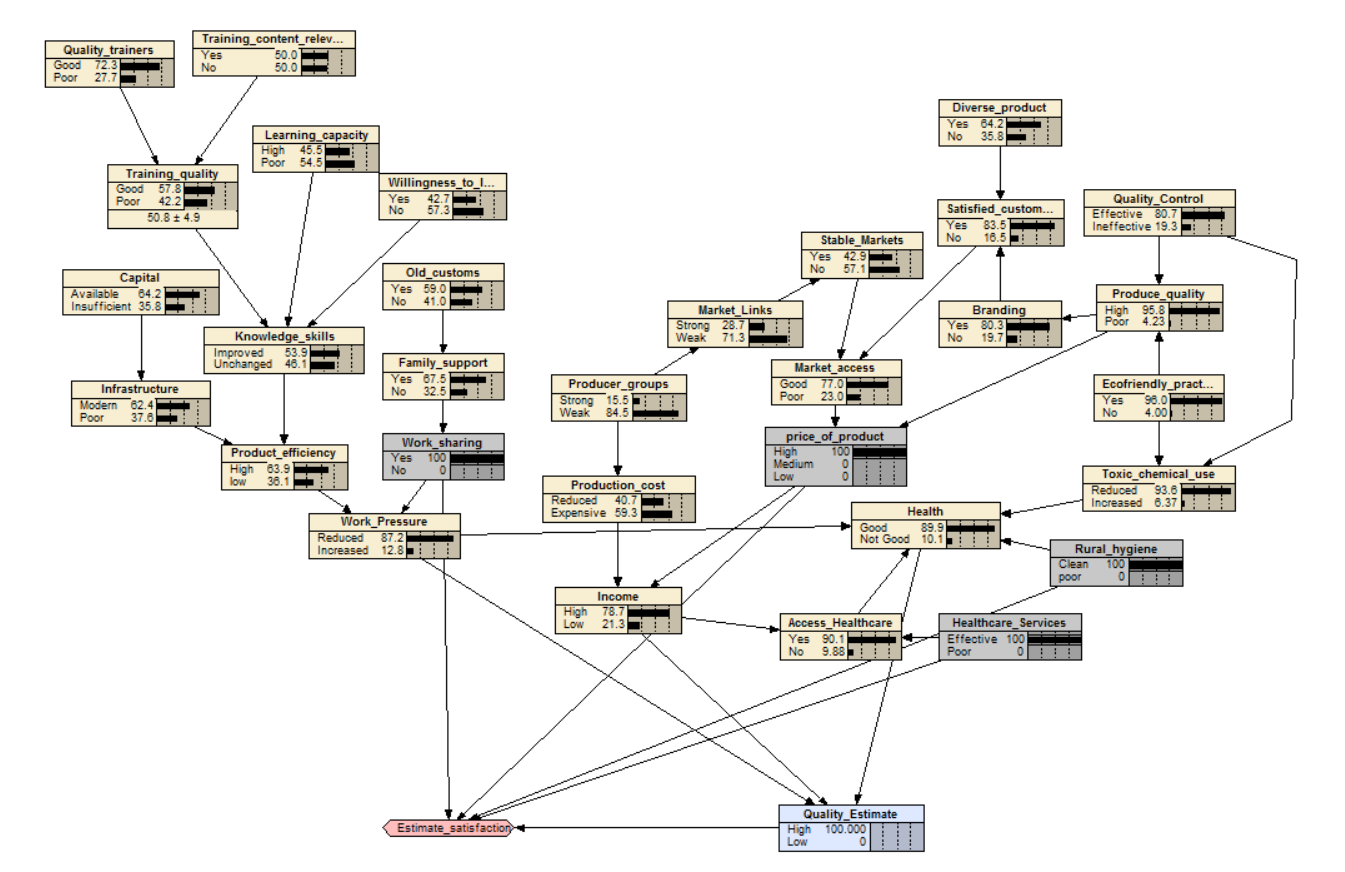 Quality_trainers
Good 72.3
Poor 27.7
Training_content_relev...
Yes 50.0
No 50.0
Learning_capacity
High 45.5
Poor 54.5
Training_quality
Good 57.8
Poor 42.2
50.8 ± 4.9
Willingness_to_l...
Yes 42.7
No 57.3
Capital
Available 64.2
Insufficient 35.8
Old_customs
Yes 59.0
No 41.0
Knowledge_skills
Improved 53.9
Unchanged 46.1
Infrastructure
Modern 62.4
Poor 37.6
Family_support
Yes 67.5
No 32.5
Product_efficiency
High 63.9
low 36.1
Work_sharing
Yes 100
No 0
Work_Pressure
Reduced 87.2
Increased 12.8
Diverse_product
Yes 64.2
No 35.8
Satisfied_custom...
Yes 83.5
No 16.5
Quality_Control
Effective 80.7
Ineffective 19.3
Stable_Markets
Yes 42.9
No 57.1
Market_Links
Strong 28.7
Weak 71.3
Branding
Yes 80.3
No 19.7
Produce_quality
High 95.8
Poor 4.23
Producer_groups
Strong 15.5
Weak 84.5
Market_access
Good 77.0
Poor 23.0
Ecofriendly_pract...
Yes 96.0
No 4.00
price_of_product
High 100
Medium 0
Low 0
Production_cost
Reduced 40.7
Expensive 59.3
Toxic_chemical_use
Reduced 93.6
Increased 6.37
Health
Good 89.9
Not Good 10.1
Rural_hygiene
Clean 100
poor 0
Income
High 78.7
Low 21.3
Access_Healthcare
Yes 90.1
No 9.88
Healthcare_Services
Effective 100
Poor 0
Estimate_satisfaction
Quality_Estimate
High 100.000
Low 0